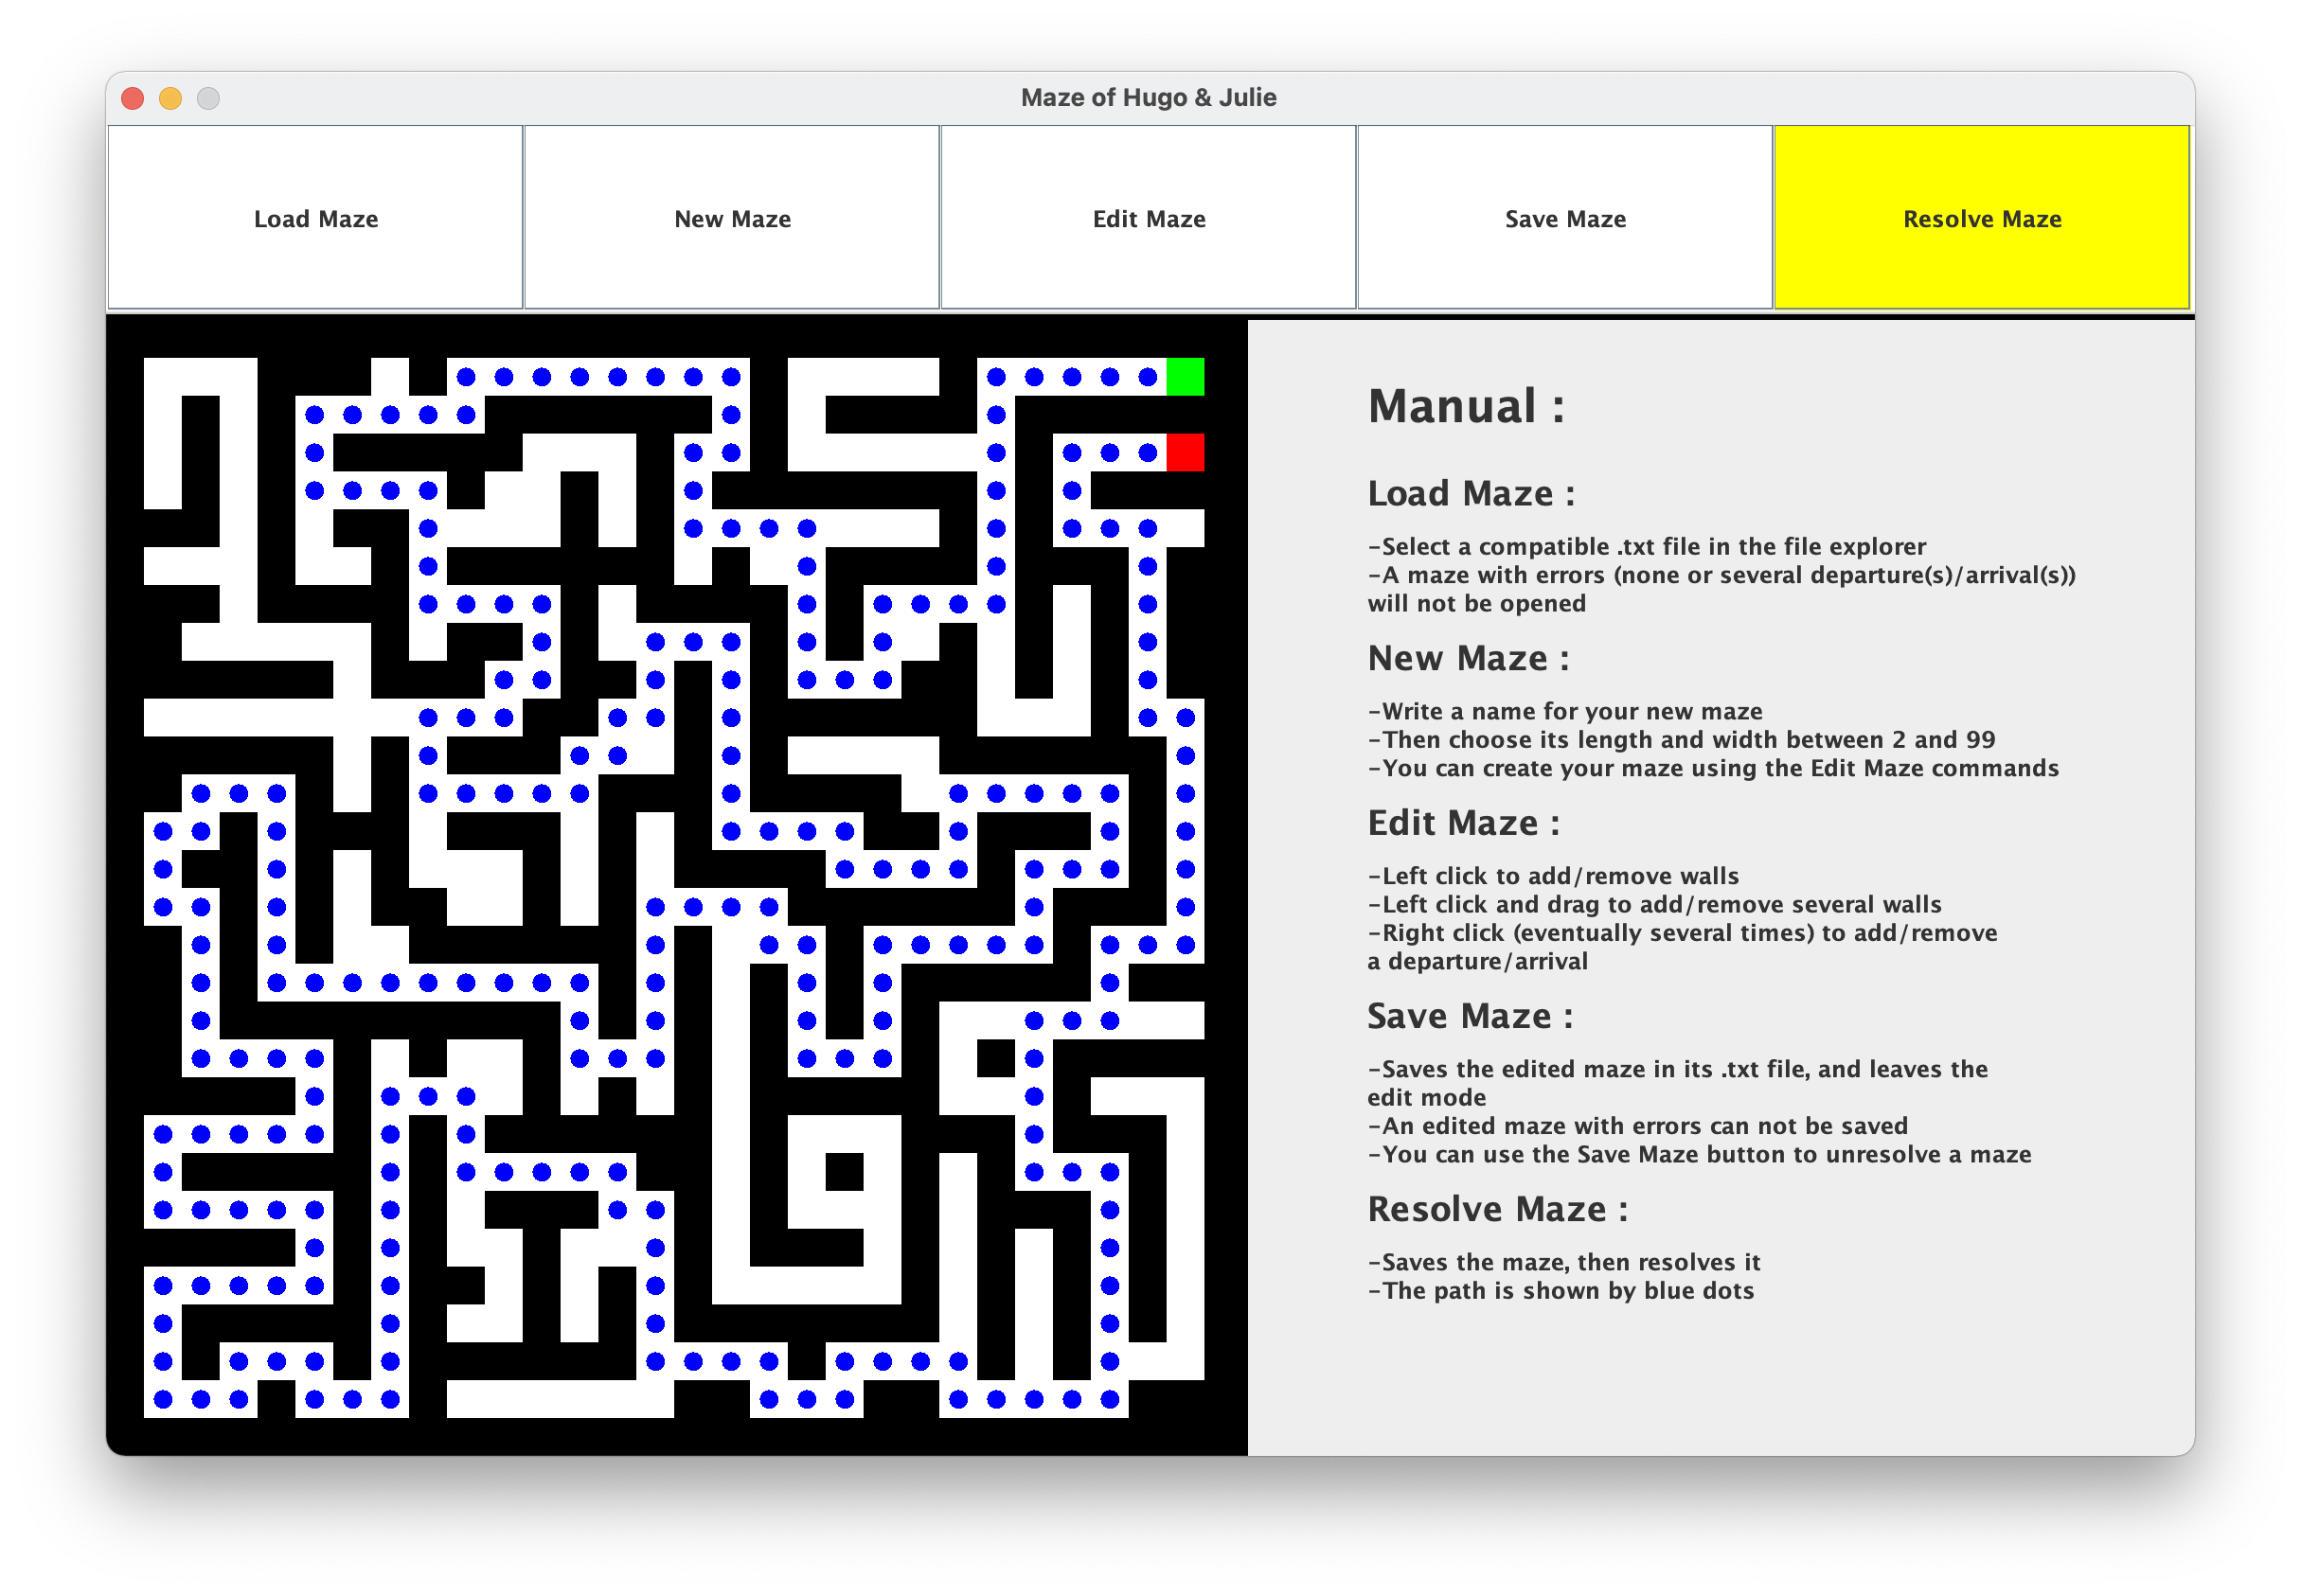 Maze of Hugo & Julie
Load Maze
New Maze
Edit Maze
Save Maze
Resolve Maze
Manual :
Load Maze :
-Select a compatible .txt file in the file explorer
-A maze with errors (none or several departure(s)/arrival(s))
will not be opened
New Maze :
-Write a name for your new maze
-Then choose its length and width between 2 and 99
-You can create your maze using the Edit Maze commands
Edit Maze :
-Left click to add/remove walls
-Left click and drag to add/remove several walls
-Right click (eventually several times) to add/remove
a departure/arrival
Save Maze :
-Saves the edited maze in its .txt file, and leaves the
edit mode
-An edited maze with errors can not be saved
-You can use the Save Maze button to unresolve a maze
Resolve Maze :
-Saves the maze, then resolves it
-The path is shown by blue dots